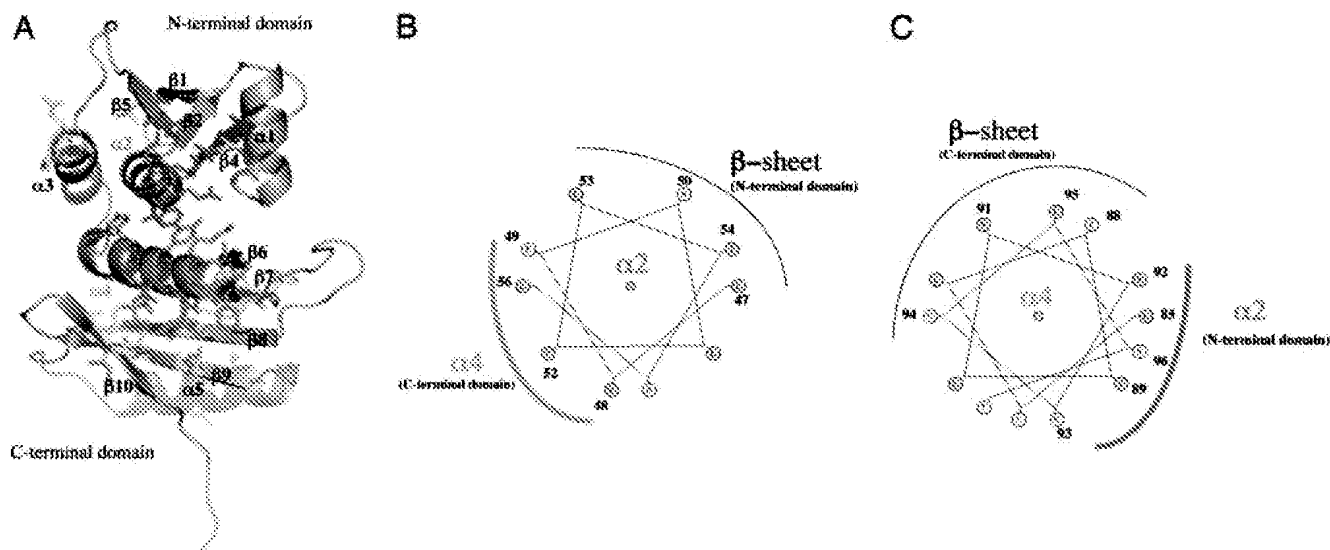 A
N-terminal domain
β1
β5
β2
α2
α1
β4
α3
β6
β7
α4
β8
β9
β10
α5
C-terminal domain
B
β-sheet
(N-terminal domain)
53
50
54
49
56
47
α2
52
48
α4
(C-terminal domain)
C
β-sheet
(C-terminal domain)
95
91
88
92
94
85
α4
96
89
93
α2
(N-terminal domain)